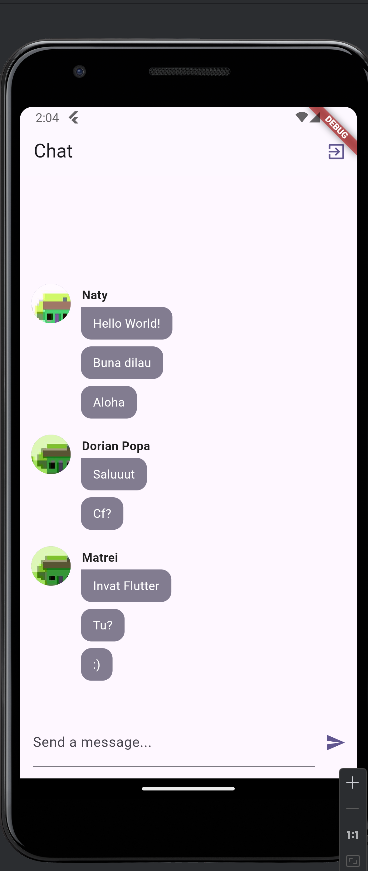 2:04
DEBUG
Chat
Naty
Hello World!
Buna dilau
Aloha
Dorian Popa
Saluuut
Cf?
Matrei
Invat Flutter
Tu?
:)
Send a message...
1:1